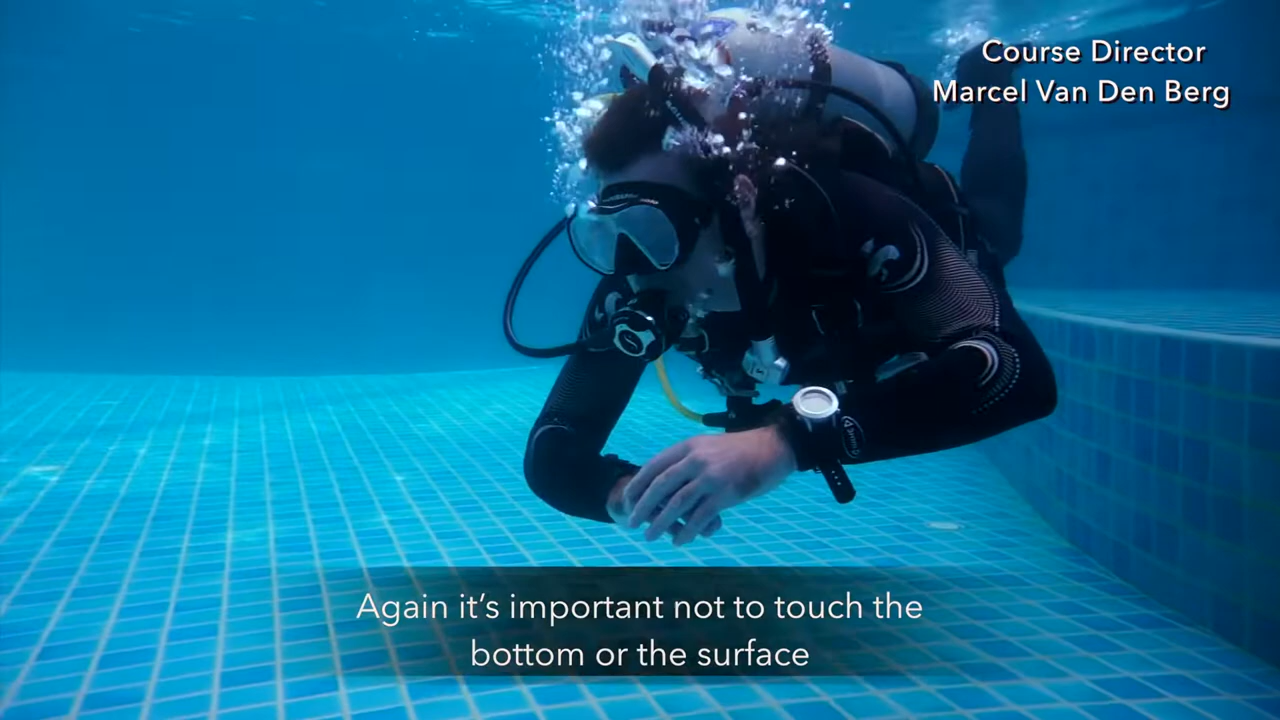 Course Director
Marcel Van Den Berg
Again it's important not to touch the
bottom or the surface